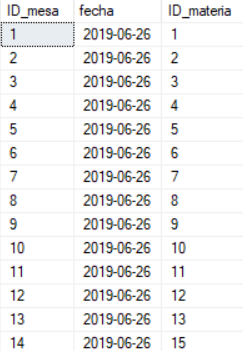 ID_mesa fecha ID_materia
1 2019-06-26 1
2 2019-06-26 2
3 2019-06-26 3
4 2019-06-26 4
5 2019-06-26 5
6 2019-06-26 6
7 2019-06-26 7
8 2019-06-26 8
9 2019-06-26 9
10 2019-06-26 10
11 2019-06-26 11
12 2019-06-26 12
13 2019-06-26 13
14 2019-06-26 15